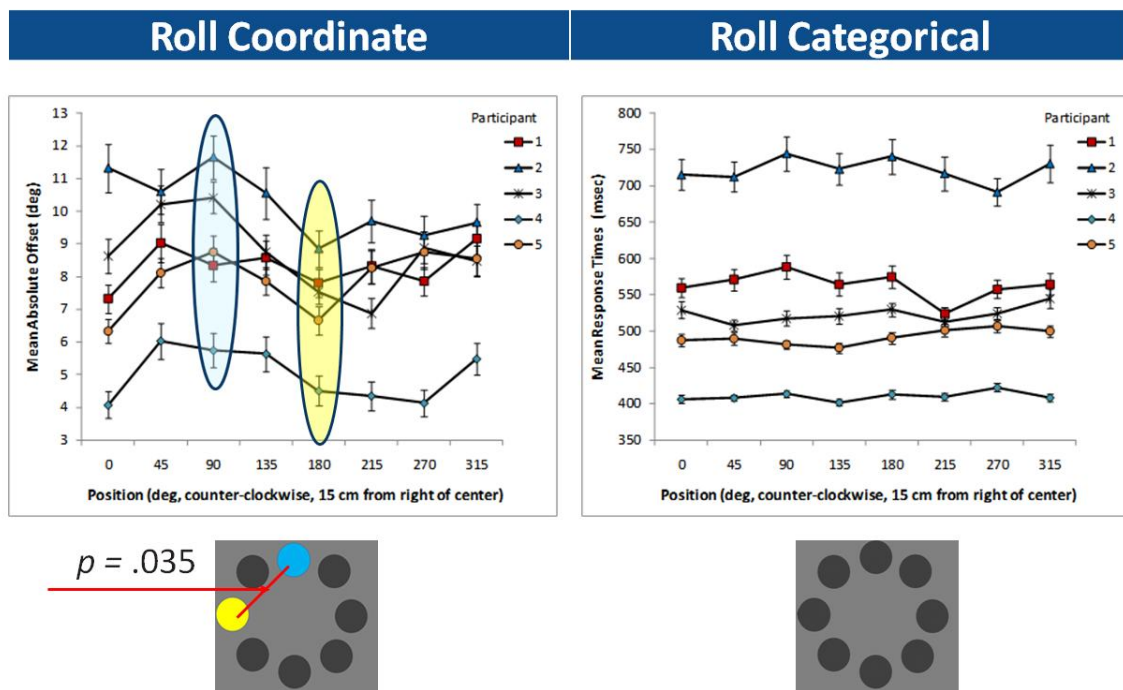 Roll Coordinate
Roll Categorical
13
12
11
10
9
8
7
6
5
4
3
Mean Absolute Offset (deg)
0 45 90 135 180 215 270 315
Position (deg, counter-clockwise, 15 cm from right of center)
Participant
1
2
3
4
5
800
750
700
650
600
550
500
450
400
350
Mean Response Times (msec)
0 45 90 135 180 215 270 315
Position (deg, counter-clockwise, 15 cm from right of center)
Participant
1
2
3
4
5
p = .035